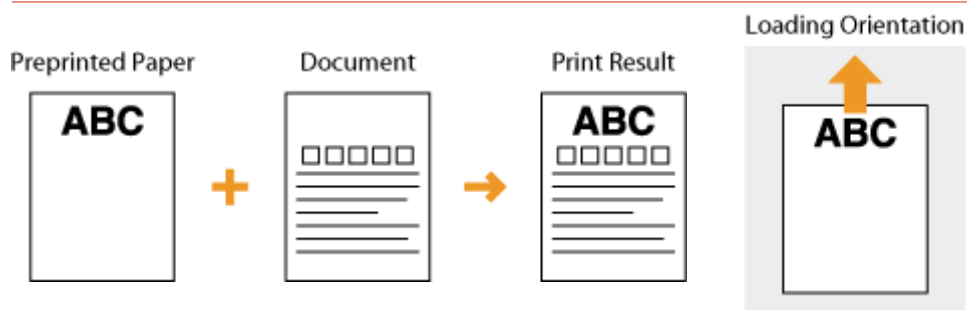 Loading Orientation
Preprinted Paper
Document
Print Result
ABC
ABC
ABC